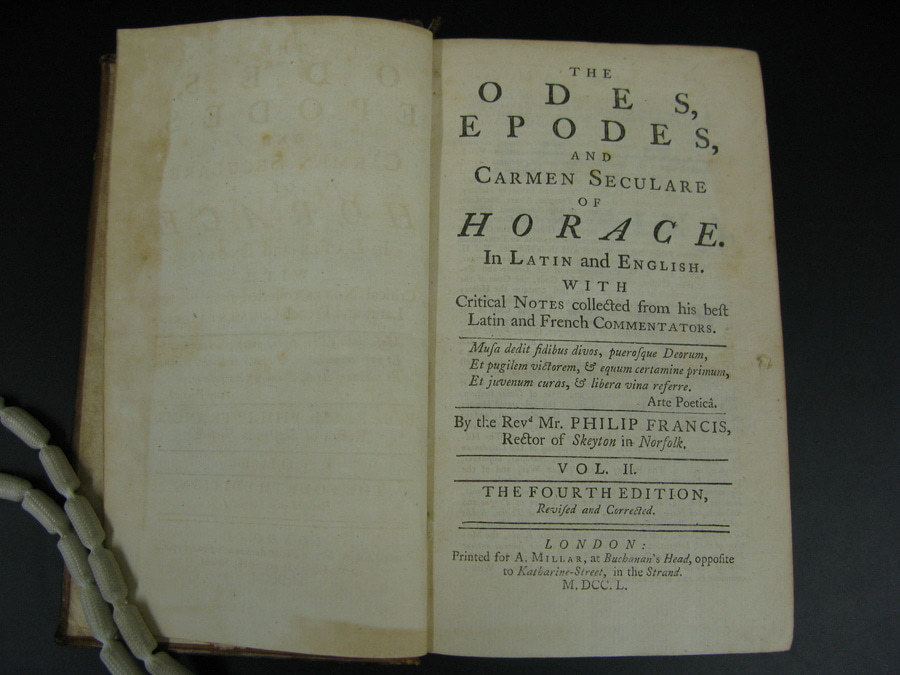 THE
ODES,
EPODES,
AND
CARMEN SECULARE
OF
HORACE.
In LATIN and ENGLISH.
WITH
Critical NOTES collected from his beſt
Latin and French COMMENTATORS.
Muſa dedit fidibus divos, pueroſque Deorum,
Et pugilem victorem, & equum certamine primum,
Et juvenum curas, & libera vina referre.
Arte Poeticâ.
By the Revᵈ Mr. PHILIP FRANCIS,
Rector of Skeyton in Norfolk.
VOL. II.
THE FOURTH EDITION,
Reviſed and Corrected.
LONDON:
Printed for A. MILLAR, at Buchanan's Head, oppoſite
to Katharine-Street, in the Strand.
M.DCC.L.